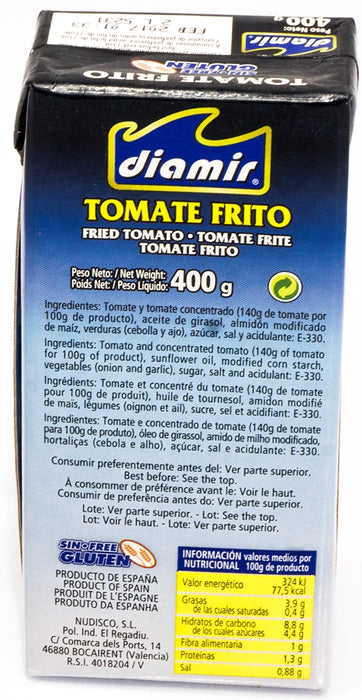 FEB 2017 01 33
2 L 5231
400 g
Peso Neto:
diamir
SIN FREE
GLUTEN
TOMATE FRITO
diamir®
TOMATE FRITO
FRIED TOMATO · TOMATE FRITE
TOMATE FRITO
Peso Neto: / Net Weight:
Poids Net: / Peso Líquido: 400 g
Ingredientes: Tomate y tomate concentrado (140g de tomate por
100g de producto), aceite de girasol, almidón modificado
de maíz, verduras (cebolla y ajo), azúcar, sal y acidulante: E-330.
Ingredients: Tomato and concentrated tomato (140g of tomato
for 100g of product), sunflower oil, modified corn starch,
vegetables (onion and garlic), sugar, salt and acidulant: E-330.
Ingrédients: Tomate et concentré du tomate (140g de tomate
pour 100g de produit), huile de tournesol, amidon modifié
de maïs, légumes (oignon et ail), sucre, sel et acidifiant: E-330.
Ingredientes: Tomate e concentrado de tomate (140g de tomate
para 100g de produto), óleo de girassol, amido de milho modificado,
hortaliças (cebola e alho), açúcar, sal e acidulante: E-330.
Consumir preferentemente antes del: Ver parte superior.
Best before: See the top.
À consommer de préférence avant le: Voir le haut.
Consumir de preferência antes do: Ver parte superior.
Lote: Ver parte superior. - Lot: See the top.
Lot: Voir le haut. - Lote: Ver parte superior.
SIN FREE
GLUTEN
PRODUCTO DE ESPAÑA
PRODUCT OF SPAIN
PRODUIT DE L'ESPAGNE
PRODUTO DA ESPANHA
NUDISCO, S.L.
Pol. Ind. El Regadiu.
C/ Comarca dels Ports, 14
46880 BOCAIRENT (Valencia)
R.S.I. 4018204 / V
INFORMACIÓN valores medios por
NUTRICIONAL 100g de producto
Valor energético 324 kJ
77,5 kcal
Grasas 3,9 g
de las cuales saturadas 0,4 g
Hidratos de carbono 8,8 g
de los cuales azúcares 4,4 g
Fibra alimentaria 1 g
Proteínas 1,3 g
Sal 0,88 g